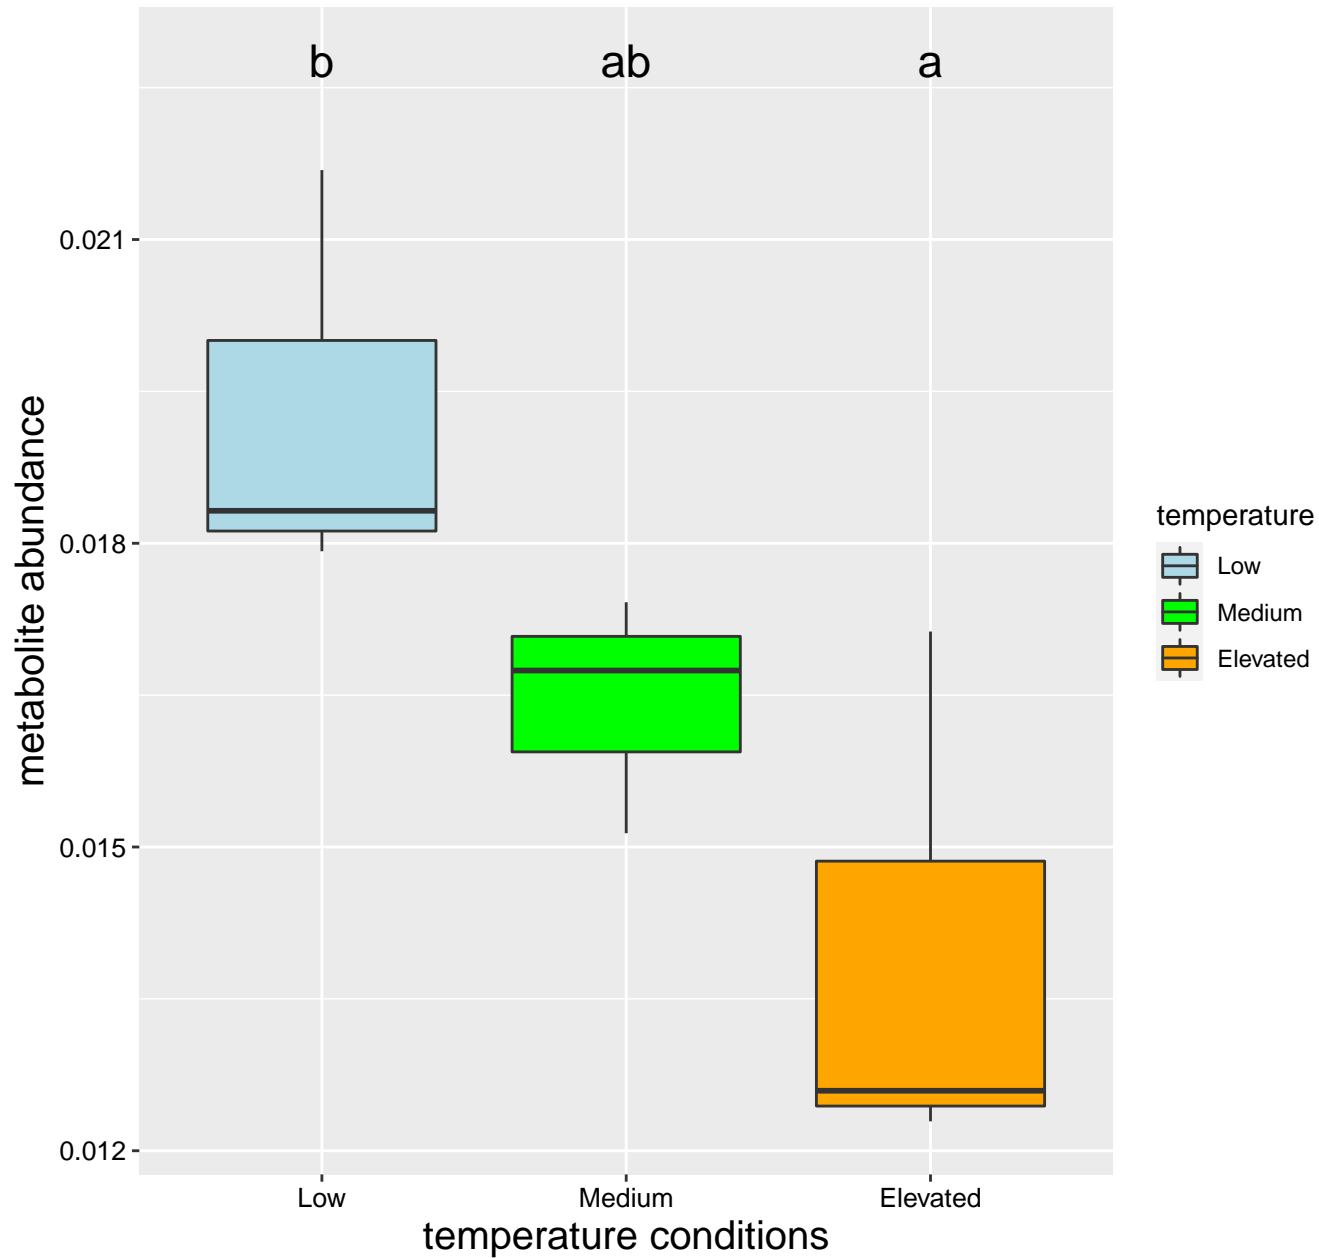 b ab a
0.021
0.018
0.015
0.012
metabolite abundance
Low Medium Elevated
temperature conditions
temperature
Low
Medium
Elevated